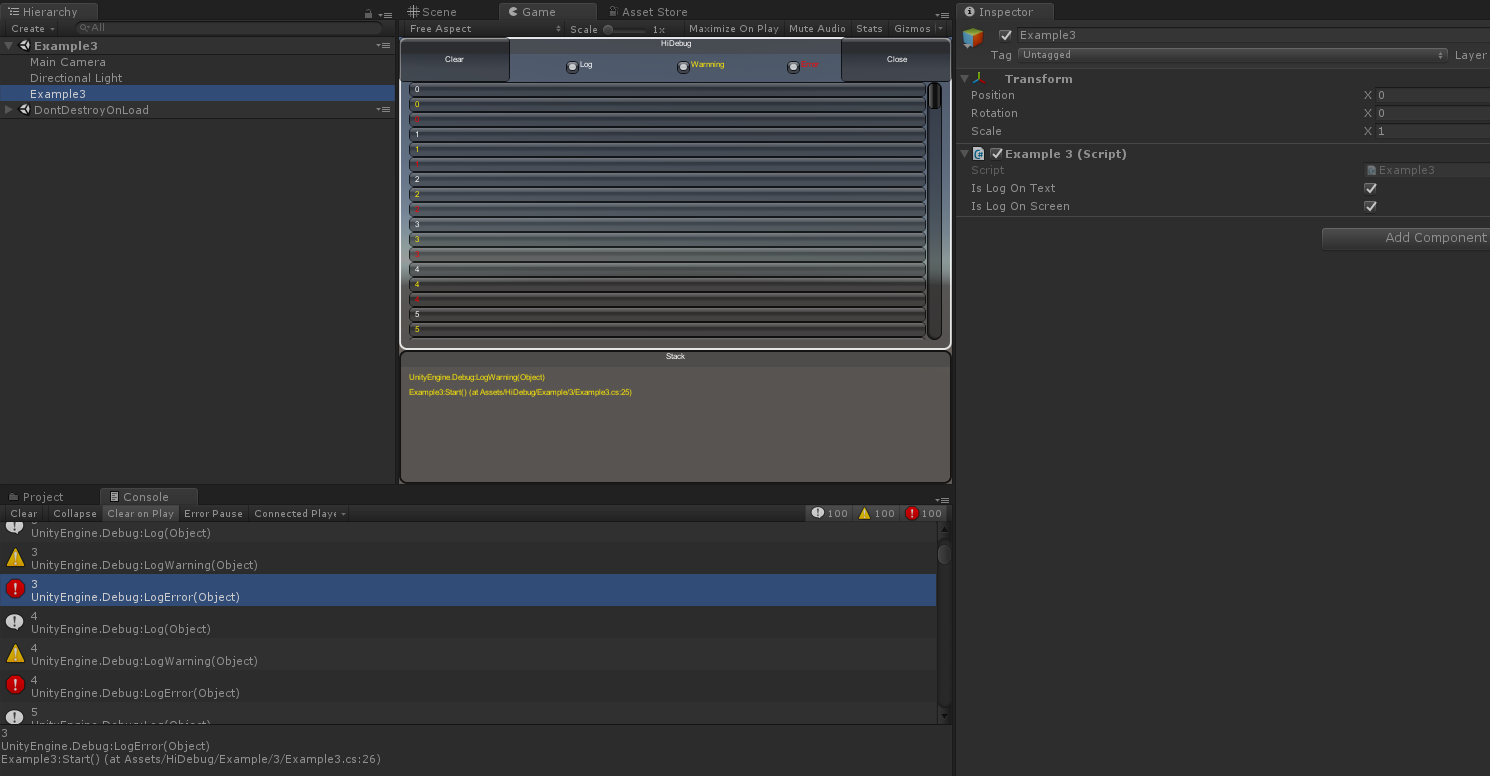 Hierarchy
Create
All
Example3
Main Camera
Directional Light
Example3
DontDestroyOnLoad
Scene Game Asset Store
Free Aspect Scale 1x Maximize On Play Mute Audio Stats Gizmos
HiDebug
Clear Log Warnning Close
0
0
1
1
2
2
3
3
4
4
5
5
Stack
UnityEngine.Debug:LogWarning(Object)
Example3:Start() (at Assets/HiDebug/Example/3/Example3.cs:25)
Inspector
Example3
Tag Untagged Layer
Transform
Position X 0
Rotation X 0
Scale X 1
Example 3 (Script)
Script Example3
Is Log On Text
Is Log On Screen
Add Component
Project Console
Clear Collapse Clear on Play Error Pause Connected Playe 100 100 100
UnityEngine.Debug:Log(Object)
3
UnityEngine.Debug:LogWarning(Object)
3
UnityEngine.Debug:LogError(Object)
4
UnityEngine.Debug:Log(Object)
4
UnityEngine.Debug:LogWarning(Object)
4
UnityEngine.Debug:LogError(Object)
5
UnityEngine.Debug:Log(Object)
3
UnityEngine.Debug:LogError(Object)
Example3:Start() (at Assets/HiDebug/Example/3/Example3.cs:26)